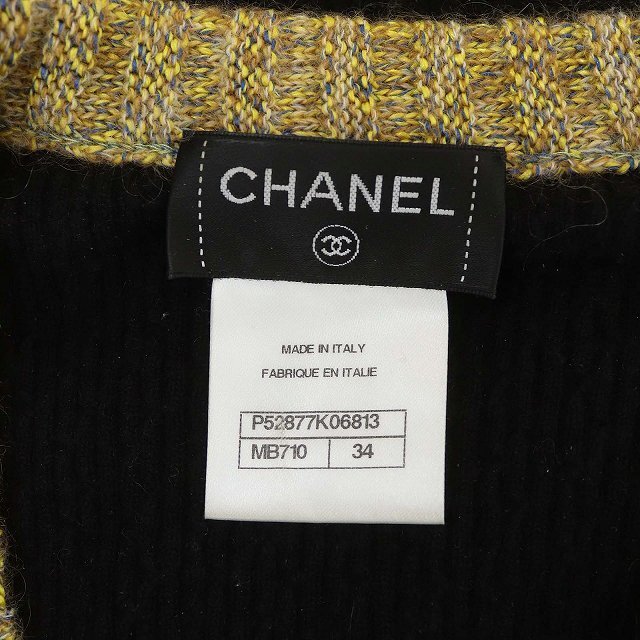 CHANEL
MADE IN ITALY
FABRIQUE EN ITALIE
P52877K06813
MB710 34